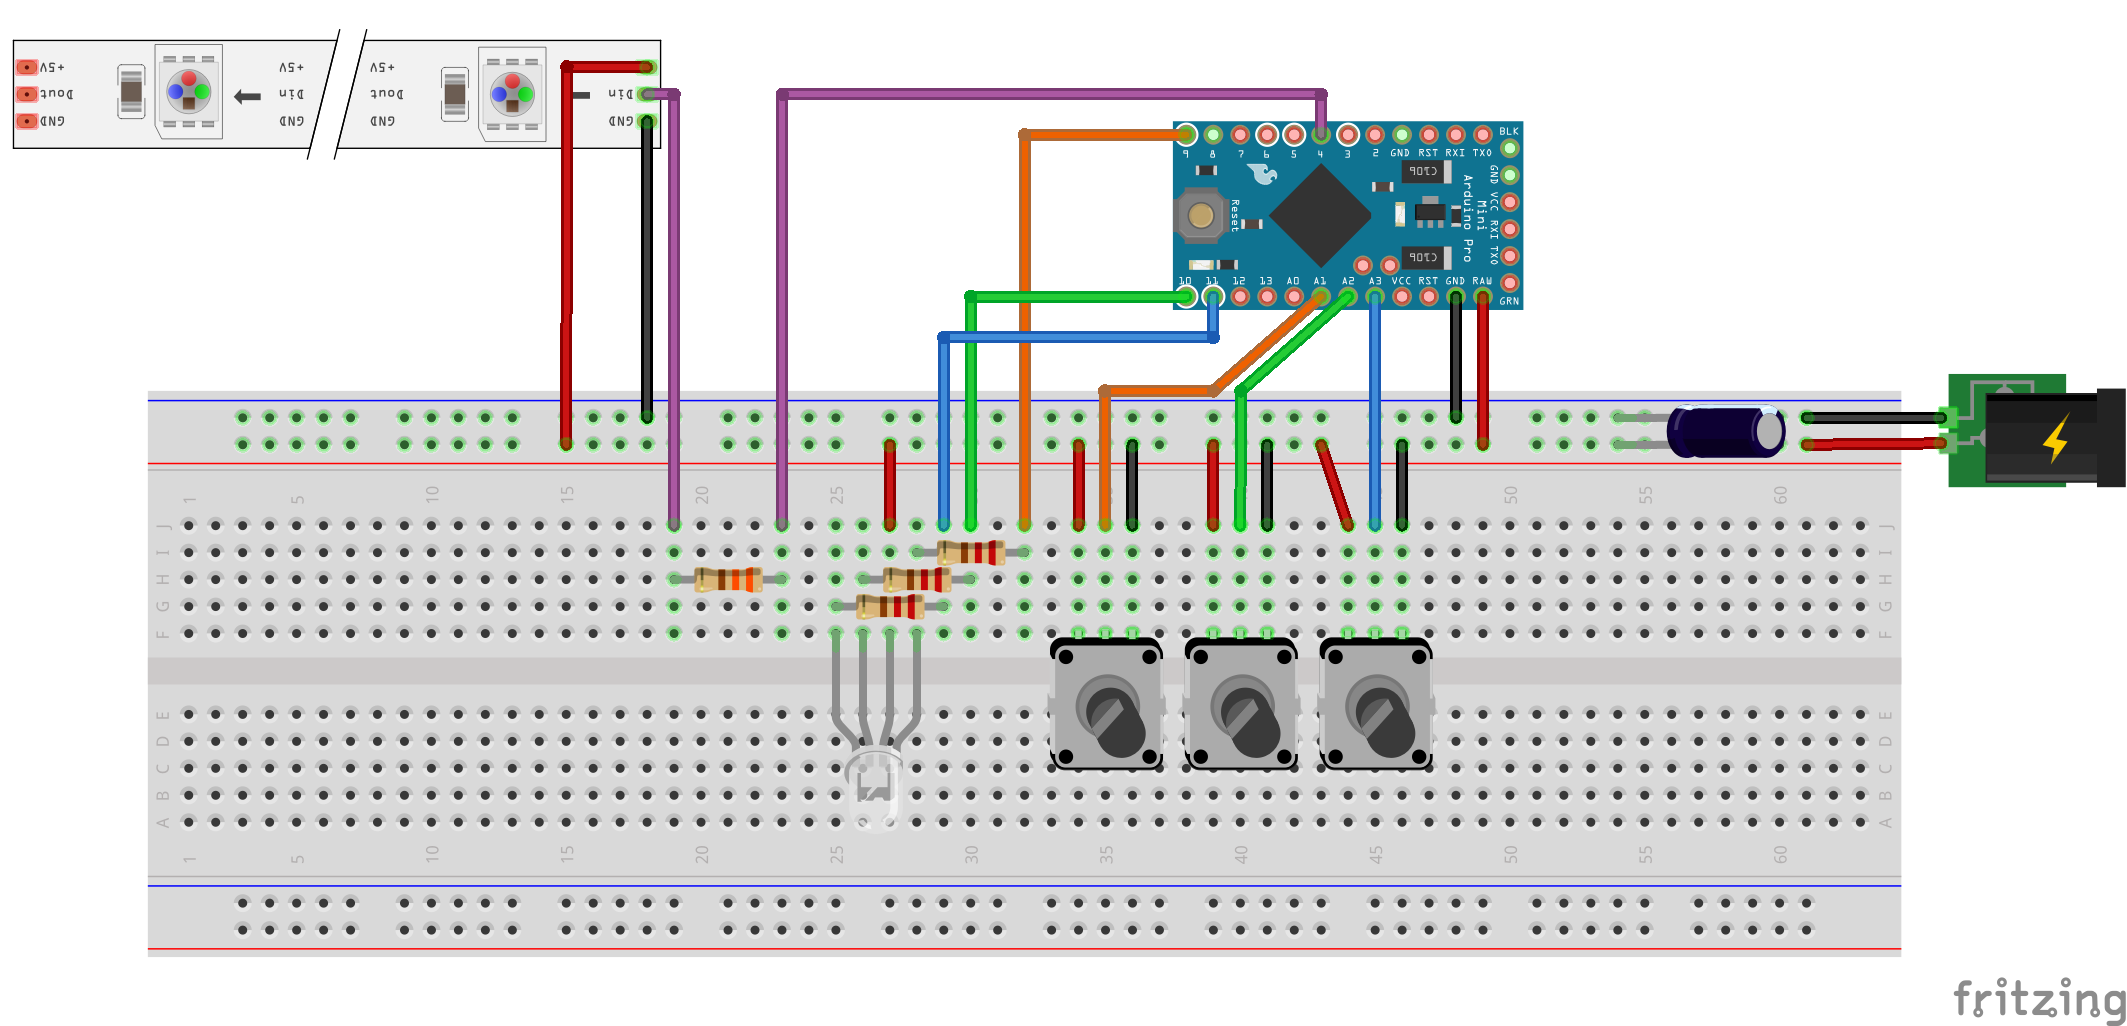 +5V +5V +5V
Dout Din Dout Din
GND GND GND GND
9 8 7 6 5 4 3 2 GND RST RXI TXO BLK
GND VCC RXI TXO
GRN
Reset
C106
Arduino Pro
Mini
C106
10 11 12 13 A0 A1 A2 A3 VCC RST GND RAW
1 5 10 15 20 25 30 35 40 45 50 55 60
J J
I I
H H
G G
F F
E E
D D
C C
B B
A A
1 5 10 15 20 25 30 35 40 45 50 55 60
fritzing